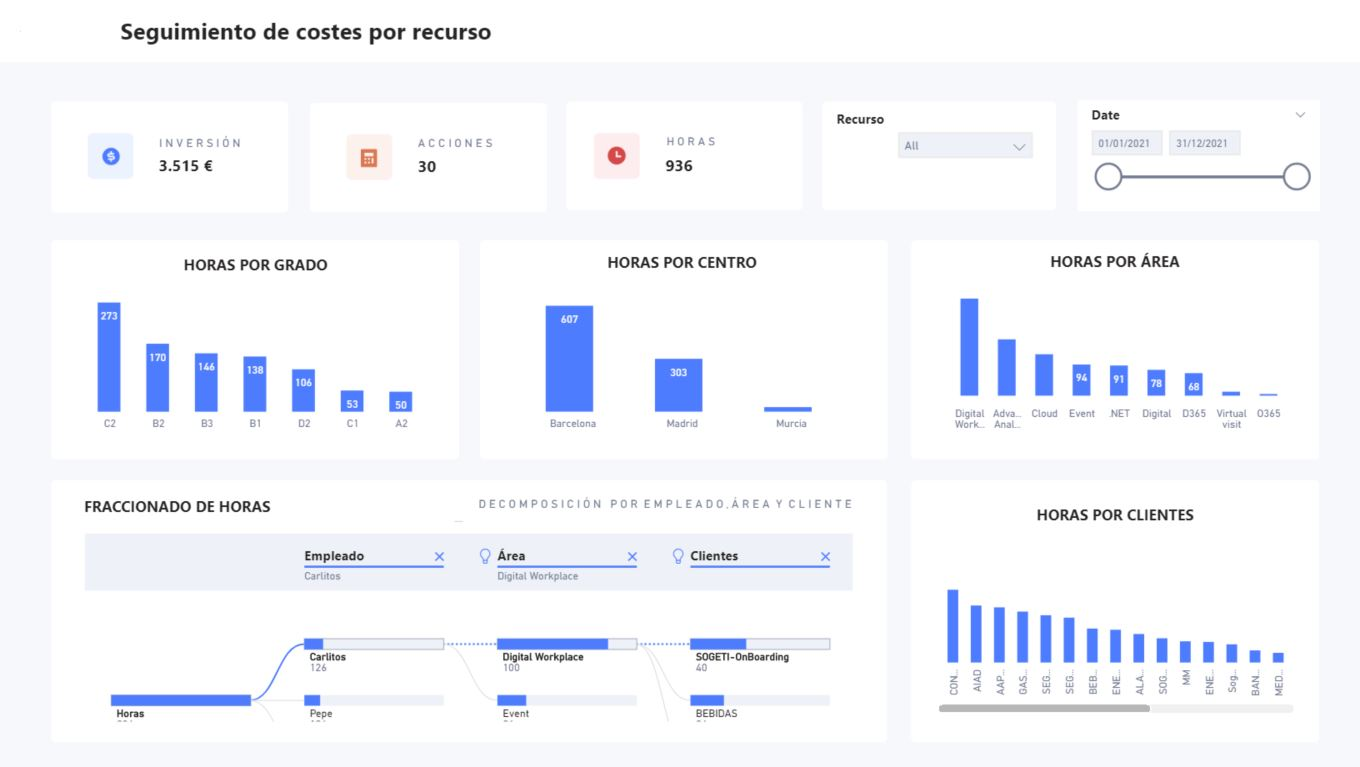 Seguimiento de costes por recurso
INVERSIÓN
3.515 €
ACCIONES
30
HORAS
936
Recurso
All
Date
01/01/2021
31/12/2021
HORAS POR GRADO
273
170
146
138
106
53
50
C2
B2
B3
B1
D2
C1
A2
HORAS POR CENTRO
607
303
Barcelona
Madrid
Murcia
HORAS POR ÁREA
94
91
78
68
Digital
Work...
Adva...
Anal...
Cloud
Event
.NET
Digital
D365
Virtual
visit
O365
FRACCIONADO DE HORAS
DECOMPOSICIÓN POR EMPLEADO,ÁREA Y CLIENTE
Empleado
Carlitos
Área
Digital Workplace
Clientes
Carlitos
126
Digital Workplace
100
SOGETI-OnBoarding
40
Horas
Pepe
Event
BEBIDAS
HORAS POR CLIENTES
CON...
AIAD
AAP...
GAS...
SEG...
SEG...
BEB...
ENE...
ALA...
SOG...
MM
ENE...
Sog...
BAN...
MED...